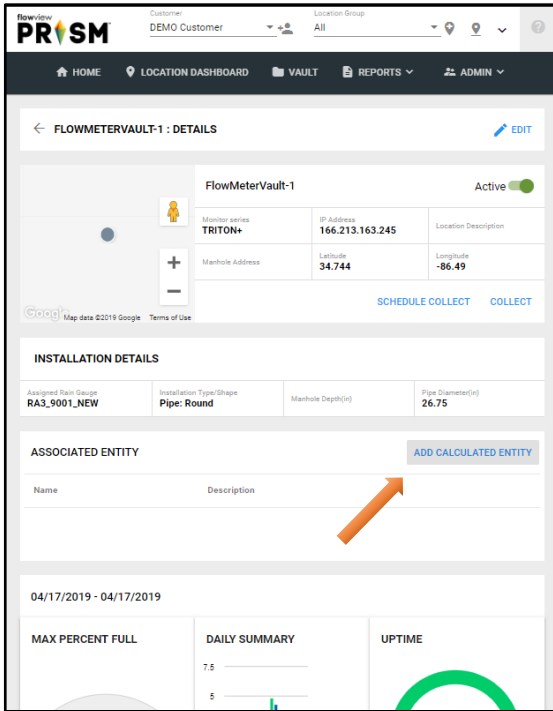 flowview
PRISM
Customer
DEMO Customer
Location Group
All
HOME
LOCATION DASHBOARD
VAULT
REPORTS
ADMIN
FLOWMETERVAULT-1 : DETAILS
EDIT
FlowMeterVault-1
Active
Monitor series
TRITON+
IP Address
166.213.163.245
Location Description
Manhole Address
Latitude
34.744
Longitude
-86.49
Google
Map data ©2019 Google
Terms of Use
SCHEDULE COLLECT
COLLECT
INSTALLATION DETAILS
Assigned Rain Gauge
RA3_9001_NEW
Installation Type/Shape
Pipe: Round
Manhole Depth(in)
Pipe Diameter(in)
26.75
ASSOCIATED ENTITY
ADD CALCULATED ENTITY
Name
Description
04/17/2019 - 04/17/2019
MAX PERCENT FULL
DAILY SUMMARY
UPTIME
7.5
5